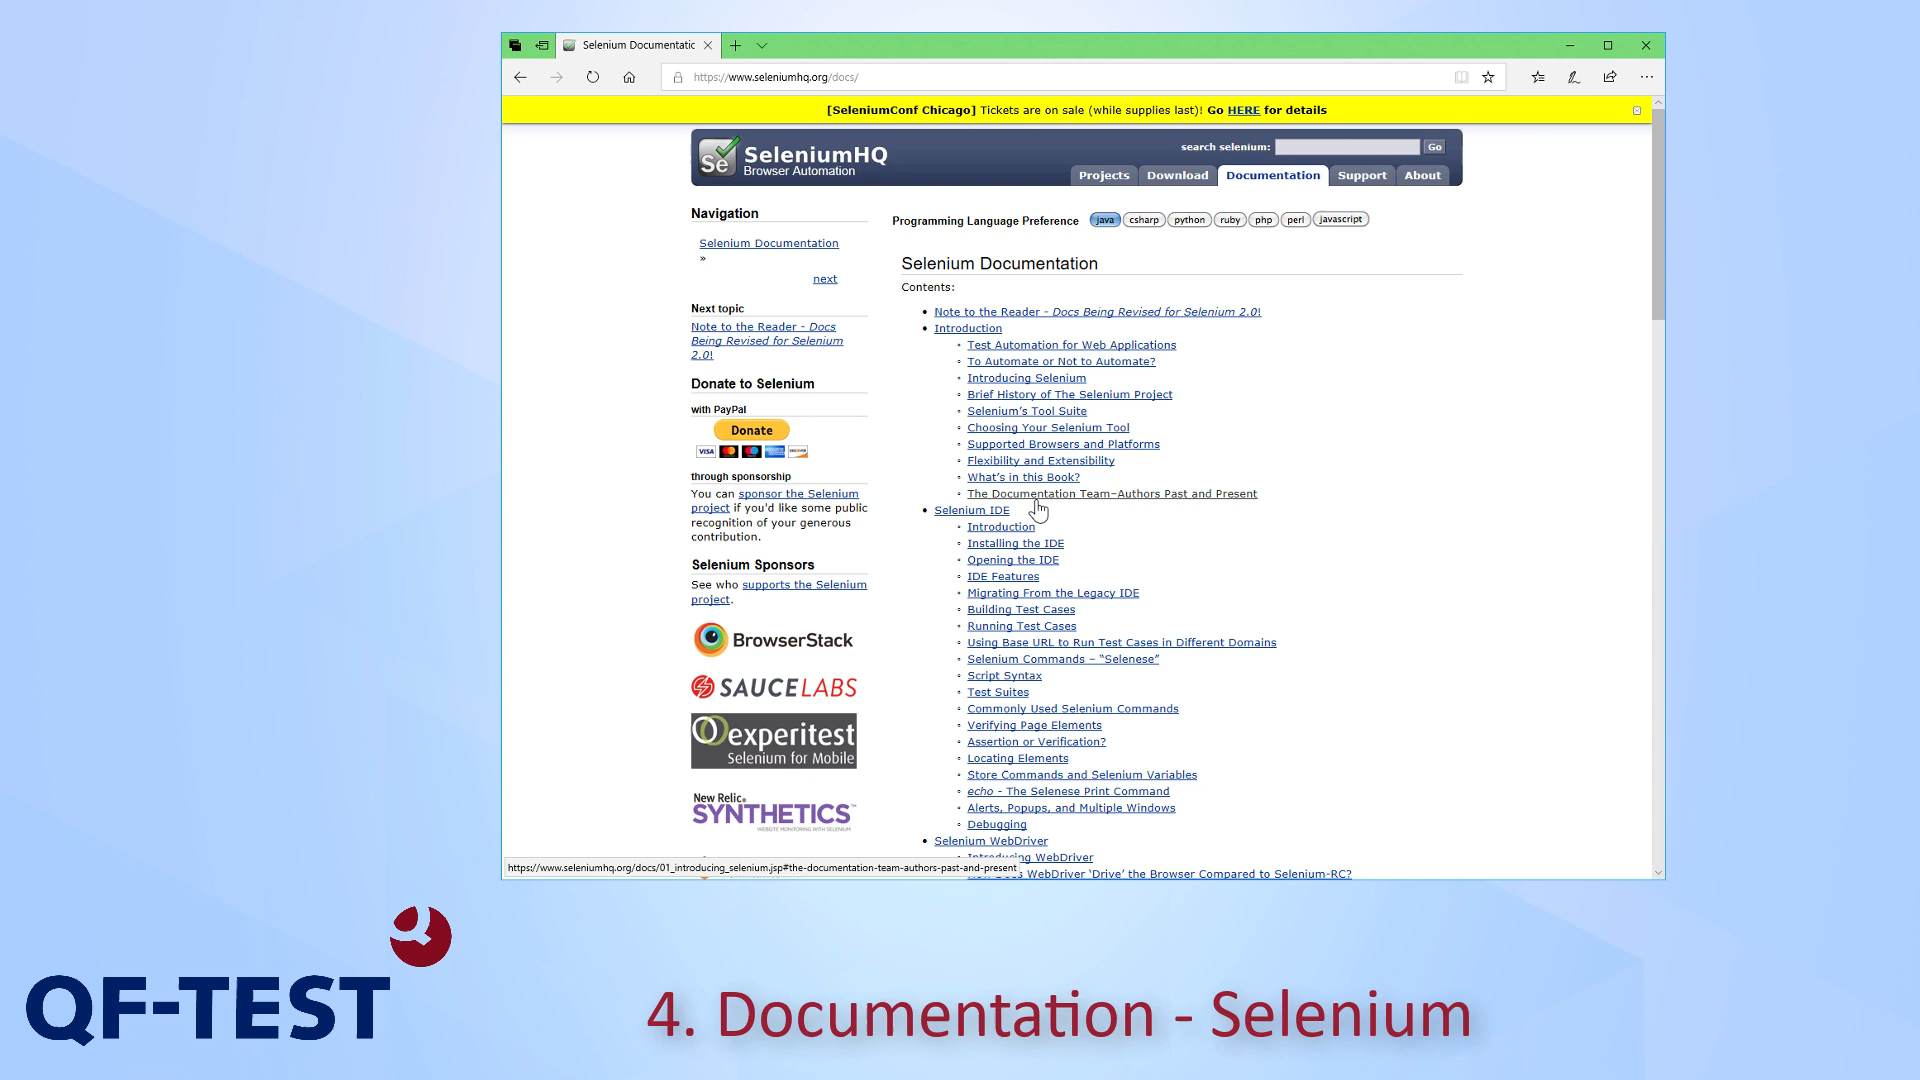 Selenium Documentatic
https://www.seleniumhq.org/docs/
[SeleniumConf Chicago] Tickets are on sale (while supplies last)! Go HERE for details
Se
SeleniumHQ
Browser Automation
search selenium:
Go
Projects
Download
Documentation
Support
About
Navigation
Selenium Documentation
»
next
Next topic
Note to the Reader - Docs
Being Revised for Selenium
2.0!
Donate to Selenium
with PayPal
Donate
VISA
through sponsorship
You can sponsor the Selenium
project if you'd like some public
recognition of your generous
contribution.
Selenium Sponsors
See who supports the Selenium
project.
BrowserStack
SAUCELABS
experitest
Selenium for Mobile
New Relic®
SYNTHETICS™
WEBSITE MONITORING WITH SELENIUM
Programming Language Preference
java
csharp
python
ruby
php
perl
javascript
Selenium Documentation
Contents:
• Note to the Reader - Docs Being Revised for Selenium 2.0!
• Introduction
◦ Test Automation for Web Applications
◦ To Automate or Not to Automate?
◦ Introducing Selenium
◦ Brief History of The Selenium Project
◦ Selenium's Tool Suite
◦ Choosing Your Selenium Tool
◦ Supported Browsers and Platforms
◦ Flexibility and Extensibility
◦ What's in this Book?
◦ The Documentation Team–Authors Past and Present
• Selenium IDE
◦ Introduction
◦ Installing the IDE
◦ Opening the IDE
◦ IDE Features
◦ Migrating From the Legacy IDE
◦ Building Test Cases
◦ Running Test Cases
◦ Using Base URL to Run Test Cases in Different Domains
◦ Selenium Commands – “Selenese”
◦ Script Syntax
◦ Test Suites
◦ Commonly Used Selenium Commands
◦ Verifying Page Elements
◦ Assertion or Verification?
◦ Locating Elements
◦ Store Commands and Selenium Variables
◦ echo - The Selenese Print Command
◦ Alerts, Popups, and Multiple Windows
◦ Debugging
• Selenium WebDriver
Introducing WebDriver
WebDriver ‘Drive’ the Browser Compared to Selenium-RC?
https://www.seleniumhq.org/docs/01_introducing_selenium.jsp#the-documentation-team-authors-past-and-present
QF-TEST
4. Documentation - Selenium